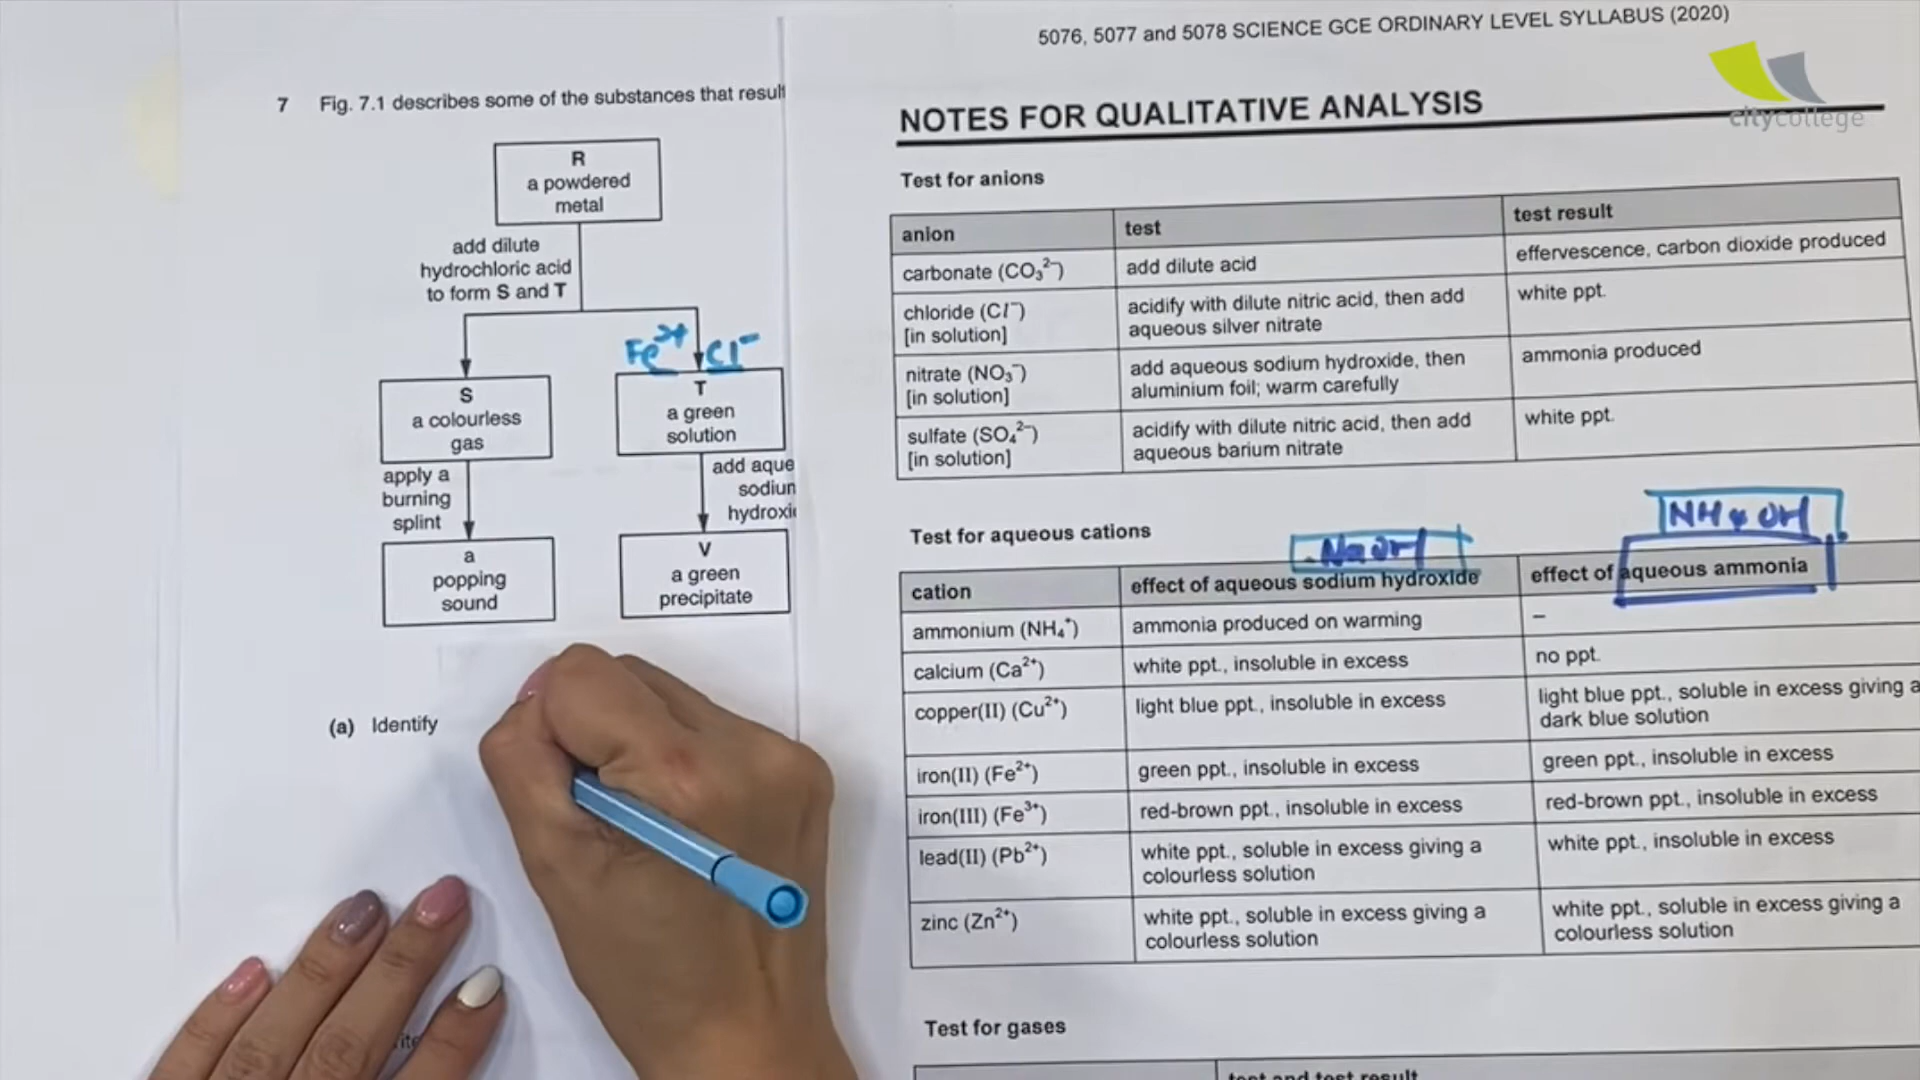 5076, 5077 and 5078 SCIENCE GCE ORDINARY LEVEL SYLLABUS (2020)
citycollege
7 Fig. 7.1 describes some of the substances that result
R
a powdered
metal
add dilute
hydrochloric acid
to form S and T
Fe²⁺ Cl⁻
S
a colourless
gas
T
a green
solution
apply a
burning
splint
add aque
sodium
hydroxi
a
popping
sound
V
a green
precipitate
(a) Identify
NOTES FOR QUALITATIVE ANALYSIS
Test for anions
anion test test result
carbonate (CO₃²⁻) add dilute acid effervescence, carbon dioxide produced
chloride (Cl⁻)
[in solution]
acidify with dilute nitric acid, then add
aqueous silver nitrate
white ppt.
nitrate (NO₃⁻)
[in solution]
add aqueous sodium hydroxide, then
aluminium foil; warm carefully
ammonia produced
sulfate (SO₄²⁻)
[in solution]
acidify with dilute nitric acid, then add
aqueous barium nitrate
white ppt.
Test for aqueous cations
NaOH
NH₄OH
cation effect of aqueous sodium hydroxide effect of aqueous ammonia
ammonium (NH₄⁺) ammonia produced on warming –
calcium (Ca²⁺) white ppt., insoluble in excess no ppt.
copper(II) (Cu²⁺) light blue ppt., insoluble in excess
light blue ppt., soluble in excess giving a
dark blue solution
iron(II) (Fe²⁺) green ppt., insoluble in excess green ppt., insoluble in excess
iron(III) (Fe³⁺) red-brown ppt., insoluble in excess red-brown ppt., insoluble in excess
lead(II) (Pb²⁺)
white ppt., soluble in excess giving a
colourless solution
white ppt., insoluble in excess
zinc (Zn²⁺)
white ppt., soluble in excess giving a
colourless solution
white ppt., soluble in excess giving a
colourless solution
Test for gases
test and test result